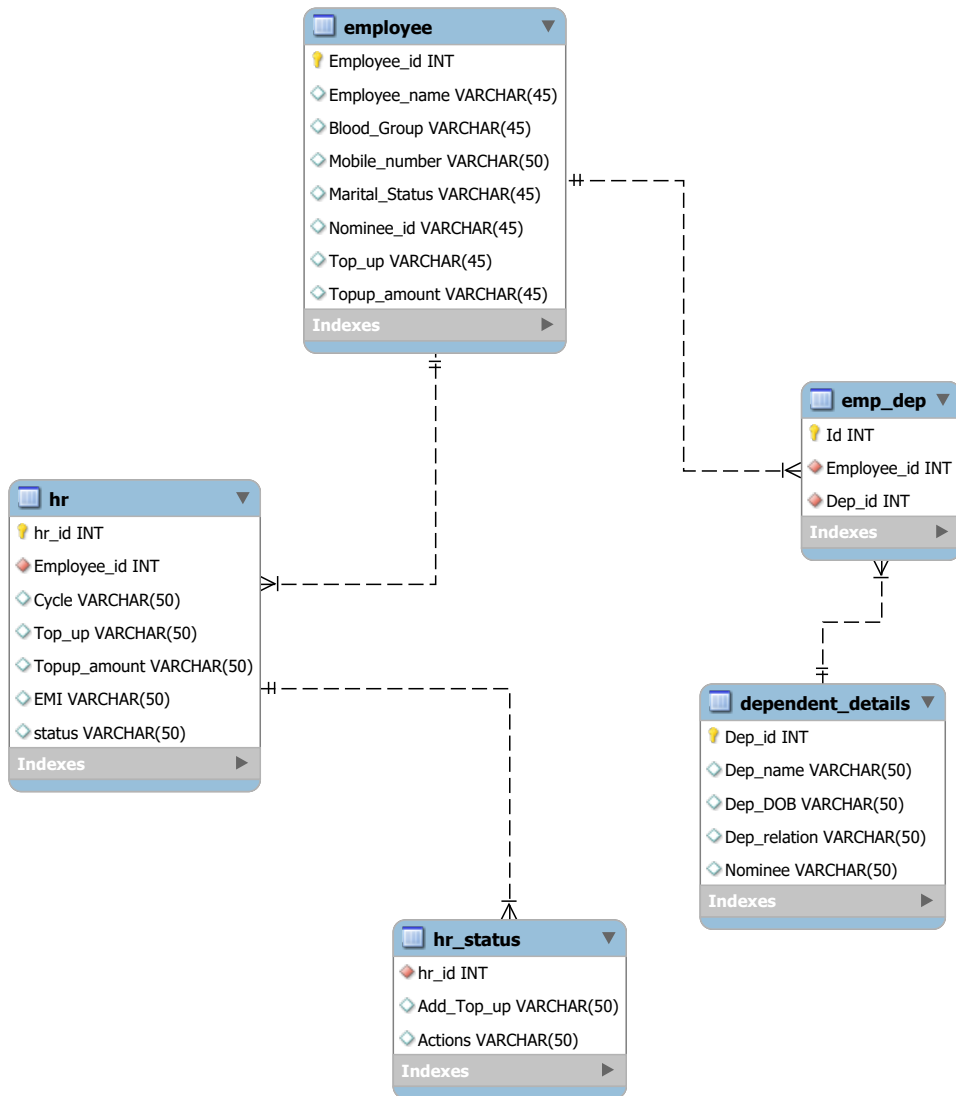 employee
Employee_id INT
Employee_name VARCHAR(45)
Blood_Group VARCHAR(45)
Mobile_number VARCHAR(50)
Marital_Status VARCHAR(45)
Nominee_id VARCHAR(45)
Top_up VARCHAR(45)
Topup_amount VARCHAR(45)
Indexes
emp_dep
Id INT
Employee_id INT
Dep_id INT
Indexes
hr
hr_id INT
Employee_id INT
Cycle VARCHAR(50)
Top_up VARCHAR(50)
Topup_amount VARCHAR(50)
EMI VARCHAR(50)
status VARCHAR(50)
Indexes
dependent_details
Dep_id INT
Dep_name VARCHAR(50)
Dep_DOB VARCHAR(50)
Dep_relation VARCHAR(50)
Nominee VARCHAR(50)
Indexes
hr_status
hr_id INT
Add_Top_up VARCHAR(50)
Actions VARCHAR(50)
Indexes